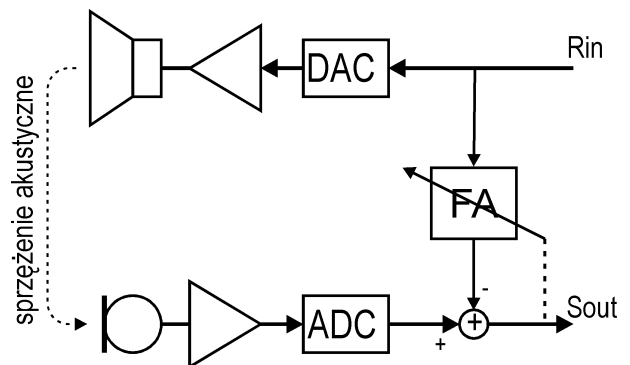 Rin
DAC
sprzężenie akustyczne
FA
-
Sout
ADC
+
+